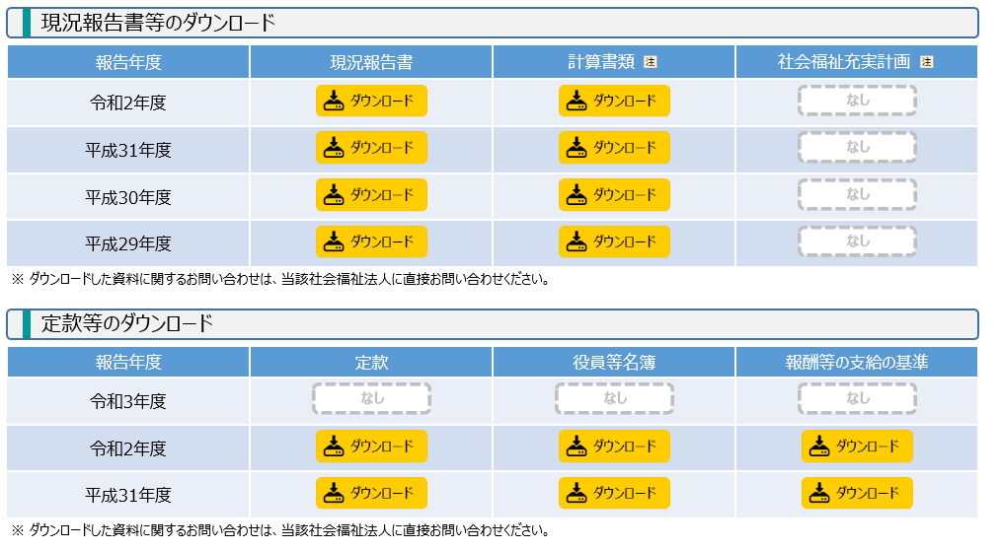 現況報告書等のダウンロード
報告年度 現況報告書 計算書類 注 社会福祉充実計画 注
令和2年度 ダウンロード ダウンロード なし
平成31年度 ダウンロード ダウンロード なし
平成30年度 ダウンロード ダウンロード なし
平成29年度 ダウンロード ダウンロード なし
※ ダウンロードした資料に関するお問い合わせは、当該社会福祉法人に直接お問い合わせください。
定款等のダウンロード
報告年度 定款 役員等名簿 報酬等の支給の基準
令和3年度 なし なし なし
令和2年度 ダウンロード ダウンロード ダウンロード
平成31年度 ダウンロード ダウンロード ダウンロード
※ ダウンロードした資料に関するお問い合わせは、当該社会福祉法人に直接お問い合わせください。